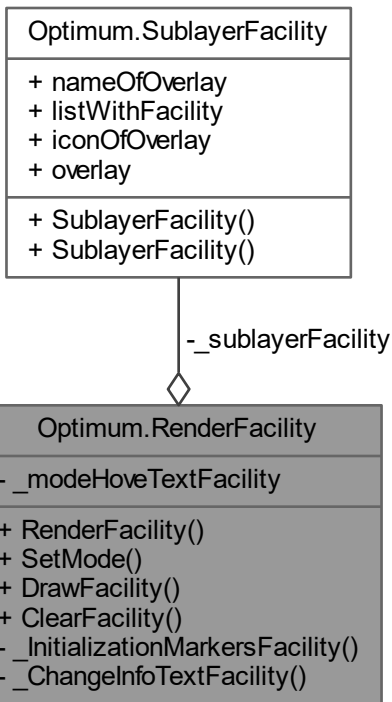 Optimum.SublayerFacility
+ nameOfOverlay
+ listWithFacility
+ iconOfOverlay
+ overlay
+ SublayerFacility()
+ SublayerFacility()
-_sublayerFacility
Optimum.RenderFacility
- _modeHoveTextFacility
+ RenderFacility()
+ SetMode()
+ DrawFacility()
+ ClearFacility()
- _InitializationMarkersFacility()
- _ChangeInfoTextFacility()